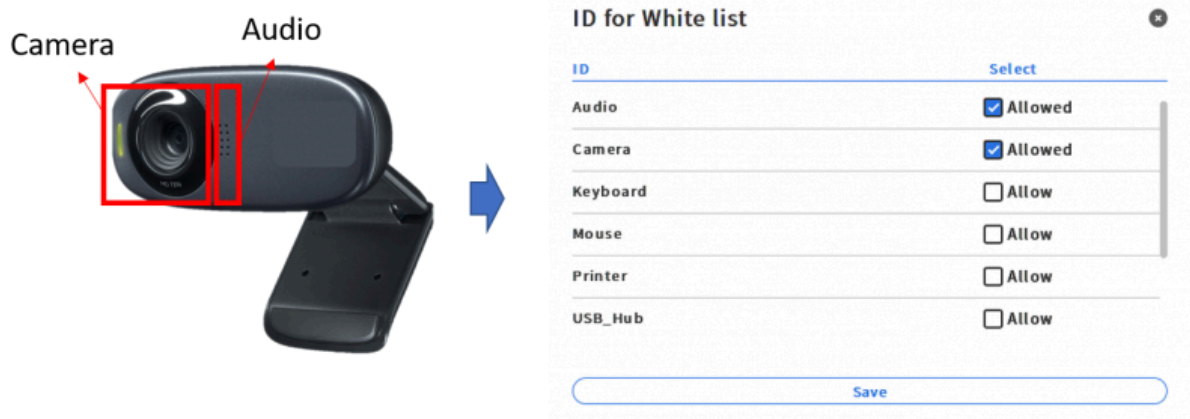 Camera
Audio
ID for White list
ID Select
Audio Allowed
Camera Allowed
Keyboard Allow
Mouse Allow
Printer Allow
USB_Hub Allow
Save